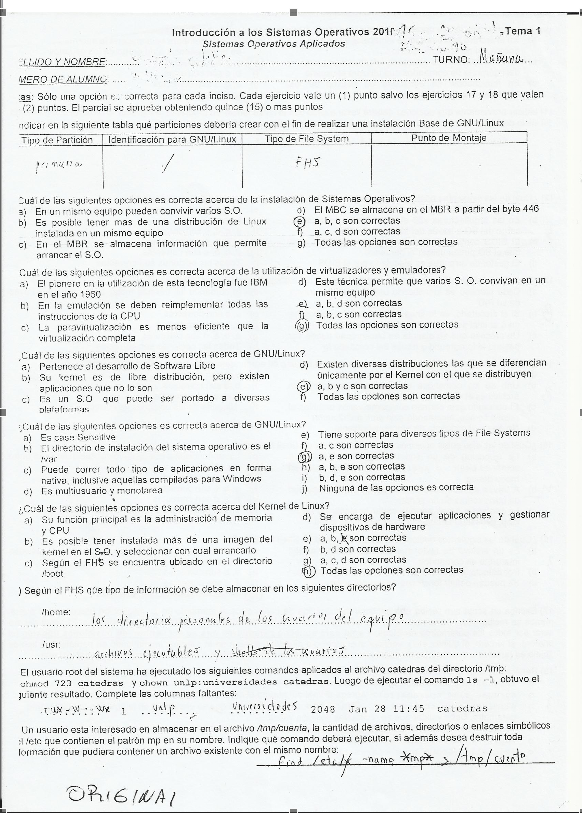 Introducción a los Sistemas Operativos 201 Tema 1
Sistemas Operativos Aplicados
LLIDO Y NOMBRE: TURNO: Mañana
MERO DE ALUMNO:
as: Sólo una opción es correcta para cada inciso. Cada ejercicio vale un (1) punto salvo los ejercicios 17 y 18 que valen
(2) puntos. El parcial se aprueba obteniendo quince (15) o mas puntos
ndicar en la siguiente tabla qué particiones debería crear con el fin de realizar una instalación Base de GNU/Linux
Tipo de Partición Identificación para GNU/Linux Tipo de File System Punto de Montaje
primaria / FHS
Cuál de las siguientes opciones es correcta acerca de la instalación de Sistemas Operativos?
a) En un mismo equipo pueden convivir varios S.O.
b) Es posible tener mas de una distribución de Linux
instalada en un mismo equipo
c) En el MBR se almacena información que permite
arrancar el S.O.
d) El MBC se almacena en el MBR a partir del byte 446
e) a, b, c son correctas
f) a, c, d son correctas
g) Todas las opciones son correctas
Cuál de las siguientes opciones es correcta acerca de la utilización de virtualizadores y emuladores?
a) El pionero en la utilización de esta tecnología fue IBM
en el año 1960
b) En la emulación se deben reimplementar todas las
instrucciones de la CPU
c) La paravirtualización es menos eficiente que la
virtualización completa
d) Este técnica permite que varios S. O. convivan en un
mismo equipo
e) a, b, d son correctas
f) a, b, c son correctas
g) Todas las opciones son correctas
¿Cuál de las siguientes opciones es correcta acerca de GNU/Linux?
a) Pertenece al desarrollo de Software Libre
b) Su kernel es de libre distribución, pero existen
aplicaciones que no lo son
c) Es un S.O. que puede ser portado a diversas
plataformas
d) Existen diversas distribuciones las que se diferencian
únicamente por el Kernel con el que se distribuyen
e) a, b y c son correctas
f) Todas las opciones son correctas
¿Cuál de las siguientes opciones es correcta acerca de GNU/Linux?
a) Es case Sensitive
b) El directorio de instalación del sistema operativo es el
/var
c) Puede correr todo tipo de aplicaciones en forma
nativa, inclusive aquellas compiladas para Windows
d) Es multiusuario y monotarea
e) Tiene soporte para diversos tipos de File Systems
f) a, c son correctas
g) a, e son correctas
h) a, b, e son correctas
i) b, d, e son correctas
j) Ninguna de las opciones es correcta
¿Cuál de las siguientes opciones es correcta acerca del Kernel de Linux?
a) Su función principal es la administración de memoria
y CPU
b) Es posible tener instalada más de una imagen del
kernel en el S.O. y seleccionar con cual arrancarlo
c) Según el FHS se encuentra ubicado en el directorio
/boot
d) Se encarga de ejecutar aplicaciones y gestionar
dispositivos de hardware
e) a, b, son correctas
f) b, d son correctas
g) a, c, d son correctas
h) Todas las opciones son correctas
) Según el FHS que tipo de información se debe almacenar en los siguientes directorios?
/home:
los directorio personales de los usuarios del equipo
/usr:
archivos ejecutables y
El usuario root del sistema ha ejecutado los siguientes comandos aplicados al archivo catedras del directorio /tmp:
chmod 723 catedras y chown unlp:universidades catedras. Luego de ejecutar el comando ls -l, obtuvo el
guiente resultado. Complete las columnas faltantes:
rwx-w--wx 1 unlp universidades 2048 Jan 28 11:45 catedras
Un usuario esta interesado en almacenar en el archivo /tmp/cuenta, la cantidad de archivos, directorios o enlaces simbólicos
/etc que contienen el patrón mp en su nombre. Indique qué comando deberá ejecutar, si además desea destruir toda
formación que pudiera contener un archivo existente con el mismo nombre:
find /etc/* -name *mp* > /tmp/cuenta
ORIGINAL